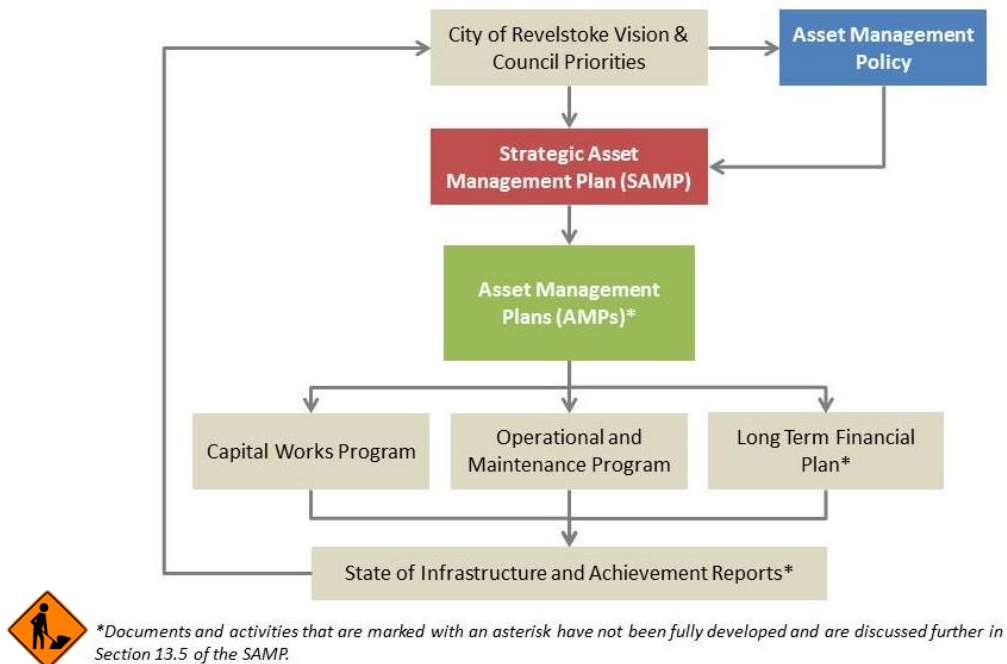 City of Revelstoke Vision &
Council Priorities
Asset Management
Policy
Strategic Asset
Management Plan (SAMP)
Asset Management
Plans (AMPs)*
Capital Works Program
Operational and
Maintenance Program
Long Term Financial
Plan*
State of Infrastructure and Achievement Reports*
*Documents and activities that are marked with an asterisk have not been fully developed and are discussed further in
Section 13.5 of the SAMP.